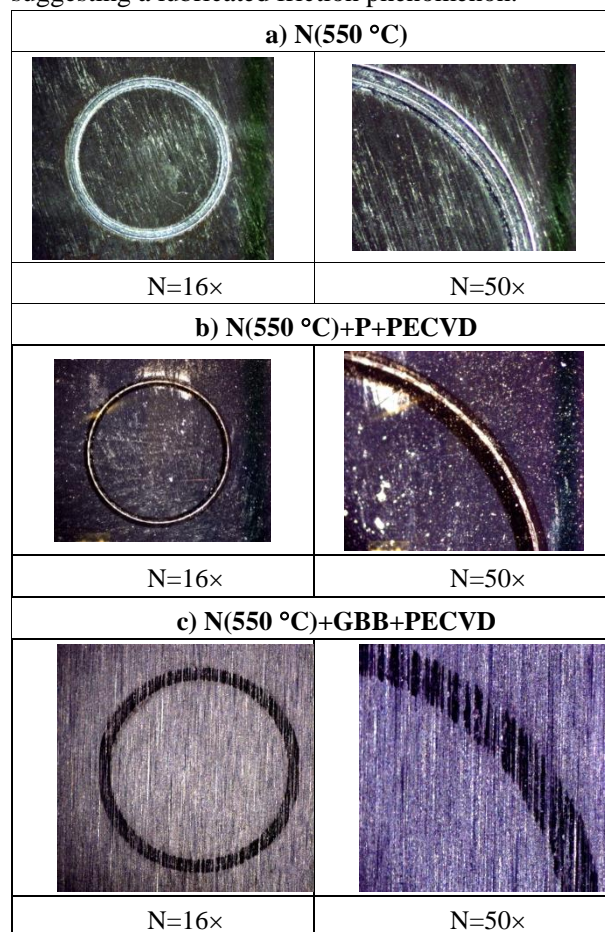 suggesting a lubricated friction phenomenon.
a) N(550 °C)
N=16× N=50×
b) N(550 °C)+P+PECVD
N=16× N=50×
c) N(550 °C)+GBB+PECVD
N=16× N=50×